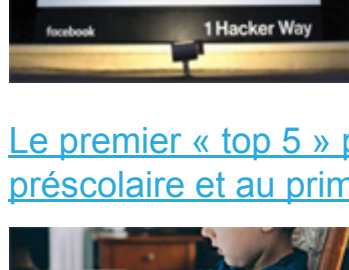 facebook 1 Hacker Way
Le premier « top 5 »
préscolaire et au prim